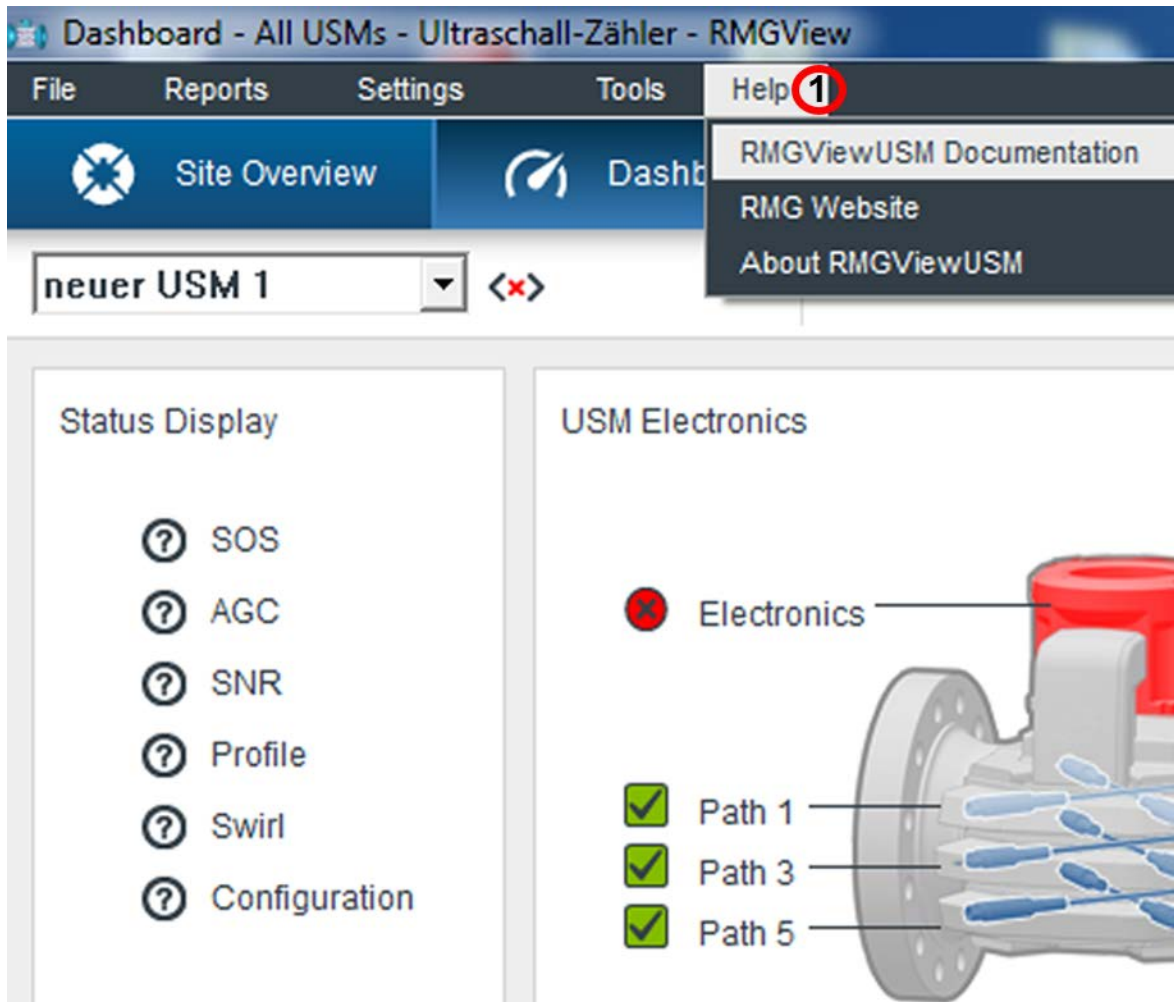 Dashboard - All USMs - Ultraschall-Zähler - RMGView
File Reports Settings Tools Help 1
RMGViewUSM Documentation
RMG Website
About RMGViewUSM
Site Overview Dashb
neuer USM 1
Status Display
SOS
AGC
SNR
Profile
Swirl
Configuration
USM Electronics
Electronics
Path 1
Path 3
Path 5